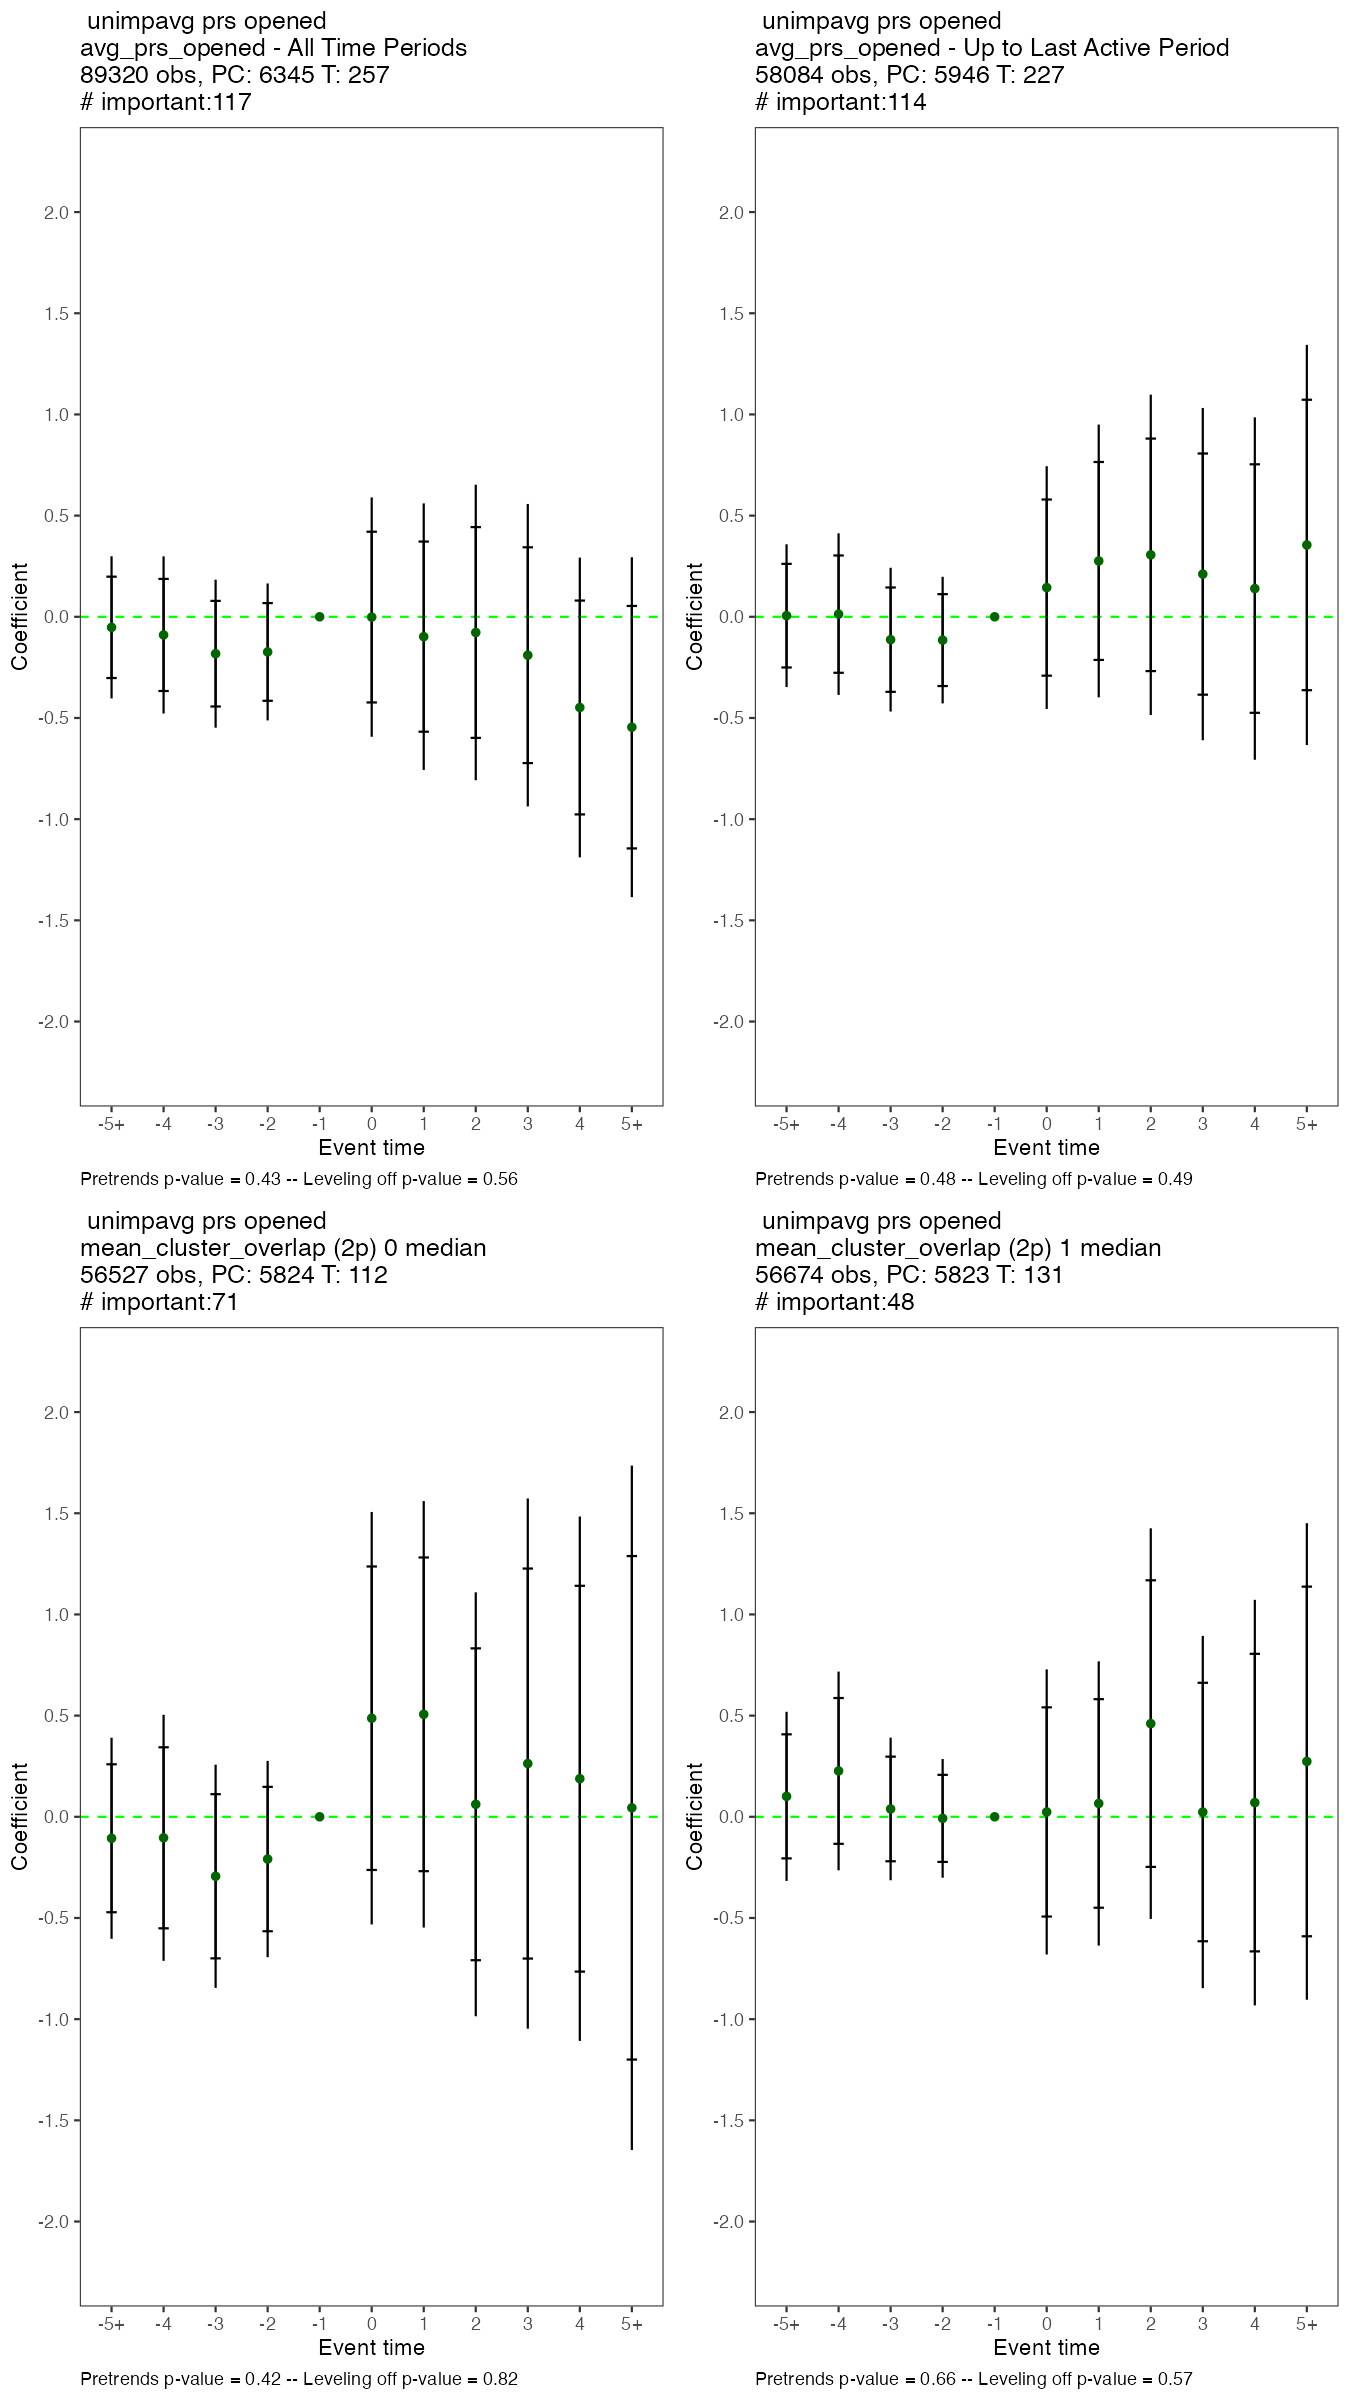 unimpavg prs opened
avg_prs_opened - All Time Periods
89320 obs, PC: 6345 T: 257
# important:117
Coefficient
2.0
1.5
1.0
0.5
0.0
-0.5
-1.0
-1.5
-2.0
-5+ -4 -3 -2 -1 0 1 2 3 4 5+
Event time
Pretrends p-value = 0.43 -- Leveling off p-value = 0.56
unimpavg prs opened
avg_prs_opened - Up to Last Active Period
58084 obs, PC: 5946 T: 227
# important:114
Coefficient
2.0
1.5
1.0
0.5
0.0
-0.5
-1.0
-1.5
-2.0
-5+ -4 -3 -2 -1 0 1 2 3 4 5+
Event time
Pretrends p-value = 0.48 -- Leveling off p-value = 0.49
unimpavg prs opened
mean_cluster_overlap (2p) 0 median
56527 obs, PC: 5824 T: 112
# important:71
Coefficient
2.0
1.5
1.0
0.5
0.0
-0.5
-1.0
-1.5
-2.0
-5+ -4 -3 -2 -1 0 1 2 3 4 5+
Event time
Pretrends p-value = 0.42 -- Leveling off p-value = 0.82
unimpavg prs opened
mean_cluster_overlap (2p) 1 median
56674 obs, PC: 5823 T: 131
# important:48
Coefficient
2.0
1.5
1.0
0.5
0.0
-0.5
-1.0
-1.5
-2.0
-5+ -4 -3 -2 -1 0 1 2 3 4 5+
Event time
Pretrends p-value = 0.66 -- Leveling off p-value = 0.57